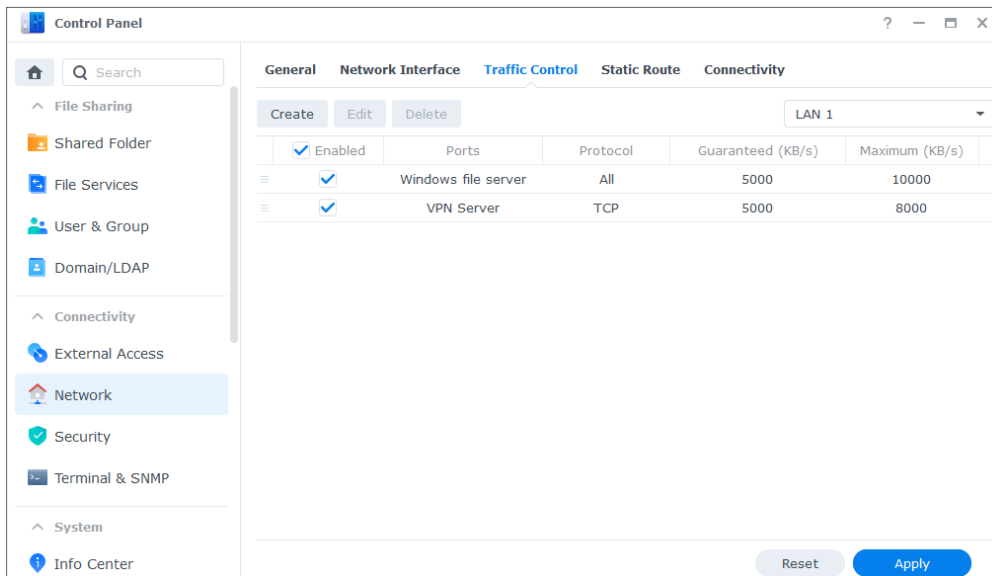 Control Panel
?
Search
File Sharing
Shared Folder
File Services
User & Group
Domain/LDAP
Connectivity
External Access
Network
Security
Terminal & SNMP
System
Info Center
General Network Interface Traffic Control Static Route Connectivity
Create Edit Delete LAN 1
Enabled Ports Protocol Guaranteed (KB/s) Maximum (KB/s)
Windows file server All 5000 10000
VPN Server TCP 5000 8000
Reset Apply